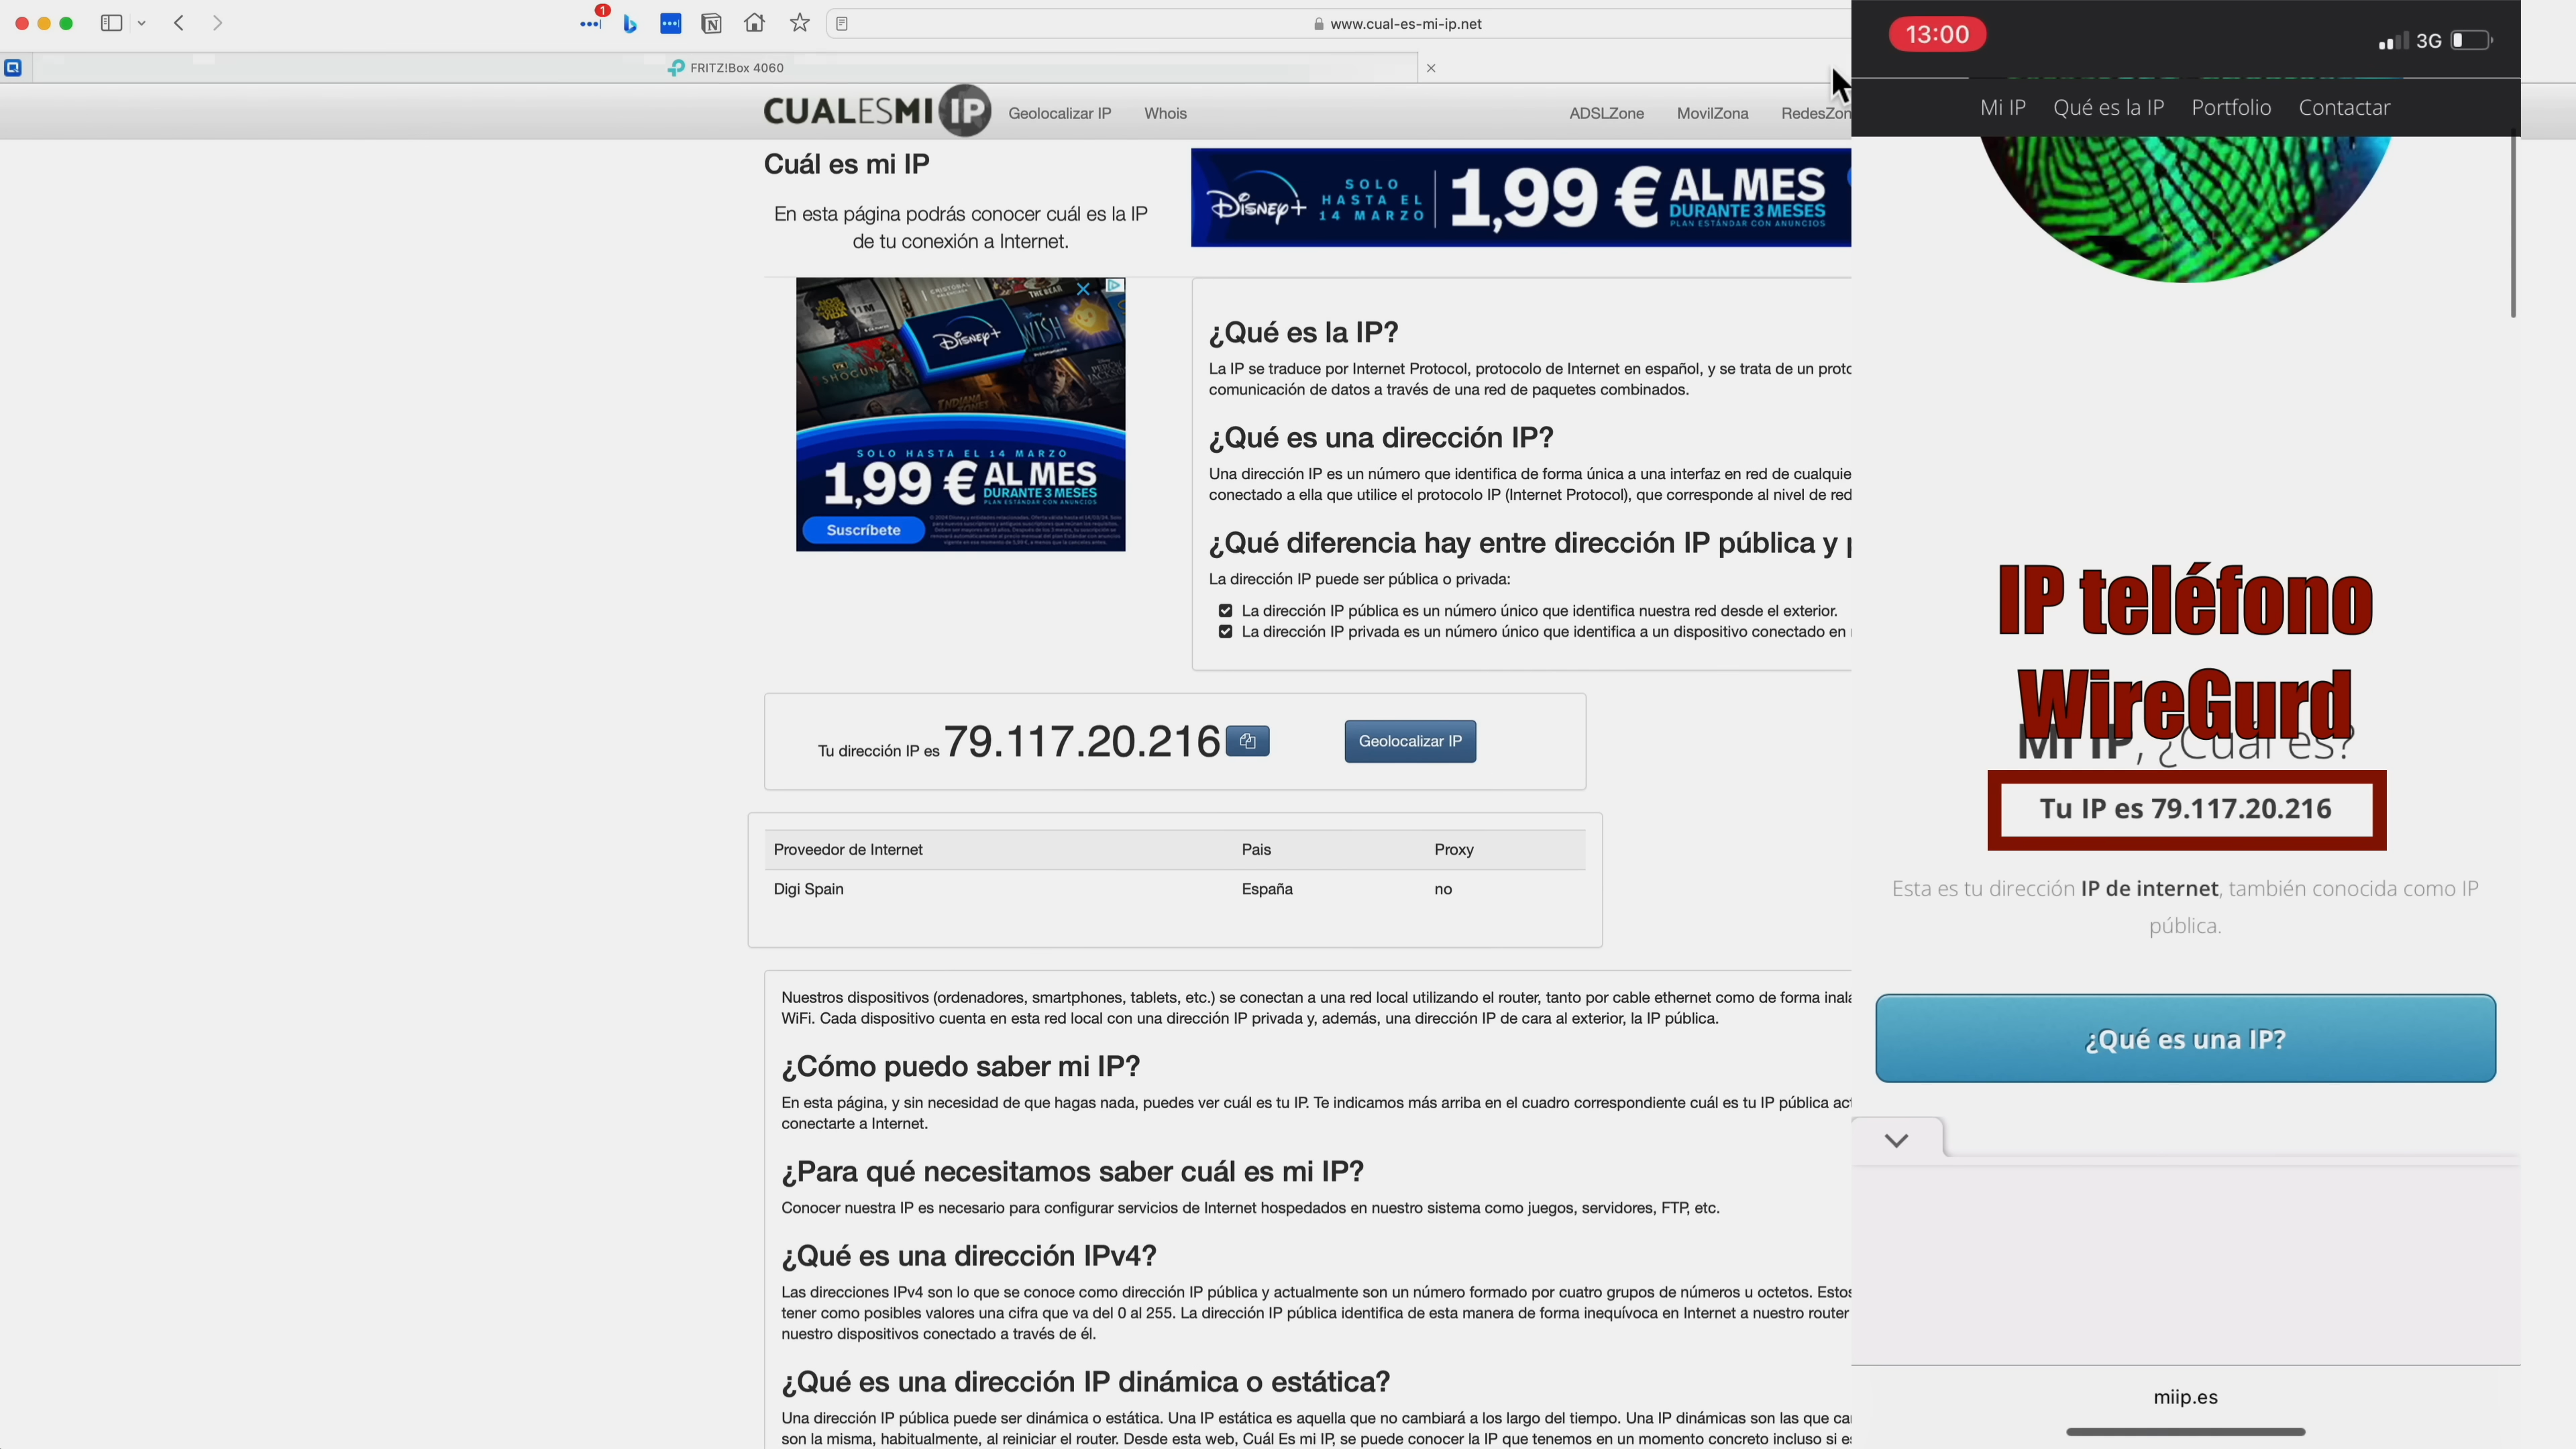 1
www.cual-es-mi-ip.net
FRITZ!Box 4060
CUALESMI IP
Geolocalizar IP
Whois
ADSLZone
MovilZona
RedesZon
Cuál es mi IP
En esta página podrás conocer cuál es la IP
de tu conexión a Internet.
Disney+
SOLO
HASTA EL
14 MARZO
1,99 € AL MES
DURANTE 3 MESES
PLAN ESTÁNDAR CON ANUNCIOS
THE BEAR
Disney+
WISH
SHOGUN
INDIANA
SOLO HASTA EL 14 MARZO
1,99 € AL MES
DURANTE 3 MESES
PLAN ESTÁNDAR CON ANUNCIOS
Suscríbete
¿Qué es la IP?
La IP se traduce por Internet Protocol, protocolo de Internet en español, y se trata de un proto
comunicación de datos a través de una red de paquetes combinados.
¿Qué es una dirección IP?
Una dirección IP es un número que identifica de forma única a una interfaz en red de cualquie
conectado a ella que utilice el protocolo IP (Internet Protocol), que corresponde al nivel de red
¿Qué diferencia hay entre dirección IP pública y p
La dirección IP puede ser pública o privada:
La dirección IP pública es un número único que identifica nuestra red desde el exterior.
La dirección IP privada es un número único que identifica a un dispositivo conectado en
Tu dirección IP es 79.117.20.216
Geolocalizar IP
Proveedor de Internet Pais Proxy
Digi Spain España no
Nuestros dispositivos (ordenadores, smartphones, tablets, etc.) se conectan a una red local utilizando el router, tanto por cable ethernet como de forma inalá
WiFi. Cada dispositivo cuenta en esta red local con una dirección IP privada y, además, una dirección IP de cara al exterior, la IP pública.
¿Cómo puedo saber mi IP?
En esta página, y sin necesidad de que hagas nada, puedes ver cuál es tu IP. Te indicamos más arriba en el cuadro correspondiente cuál es tu IP pública act
conectarte a Internet.
¿Para qué necesitamos saber cuál es mi IP?
Conocer nuestra IP es necesario para configurar servicios de Internet hospedados en nuestro sistema como juegos, servidores, FTP, etc.
¿Qué es una dirección IPv4?
Las direcciones IPv4 son lo que se conoce como dirección IP pública y actualmente son un número formado por cuatro grupos de números u octetos. Estos
tener como posibles valores una cifra que va del 0 al 255. La dirección IP pública identifica de esta manera de forma inequívoca en Internet a nuestro router
nuestro dispositivos conectado a través de él.
¿Qué es una dirección IP dinámica o estática?
Una dirección IP pública puede ser dinámica o estática. Una IP estática es aquella que no cambiará a los largo del tiempo. Una IP dinámicas son las que ca
son la misma, habitualmente, al reiniciar el router. Desde esta web, Cuál Es mi IP, se puede conocer la IP que tenemos en un momento concreto incluso si e
13:00
3G
Mi IP
Qué es la IP
Portfolio
Contactar
IP teléfono
WireGurd
Mi IP, ¿Cuál es?
Tu IP es 79.117.20.216
Esta es tu dirección IP de internet, también conocida como IP
pública.
¿Qué es una IP?
miip.es